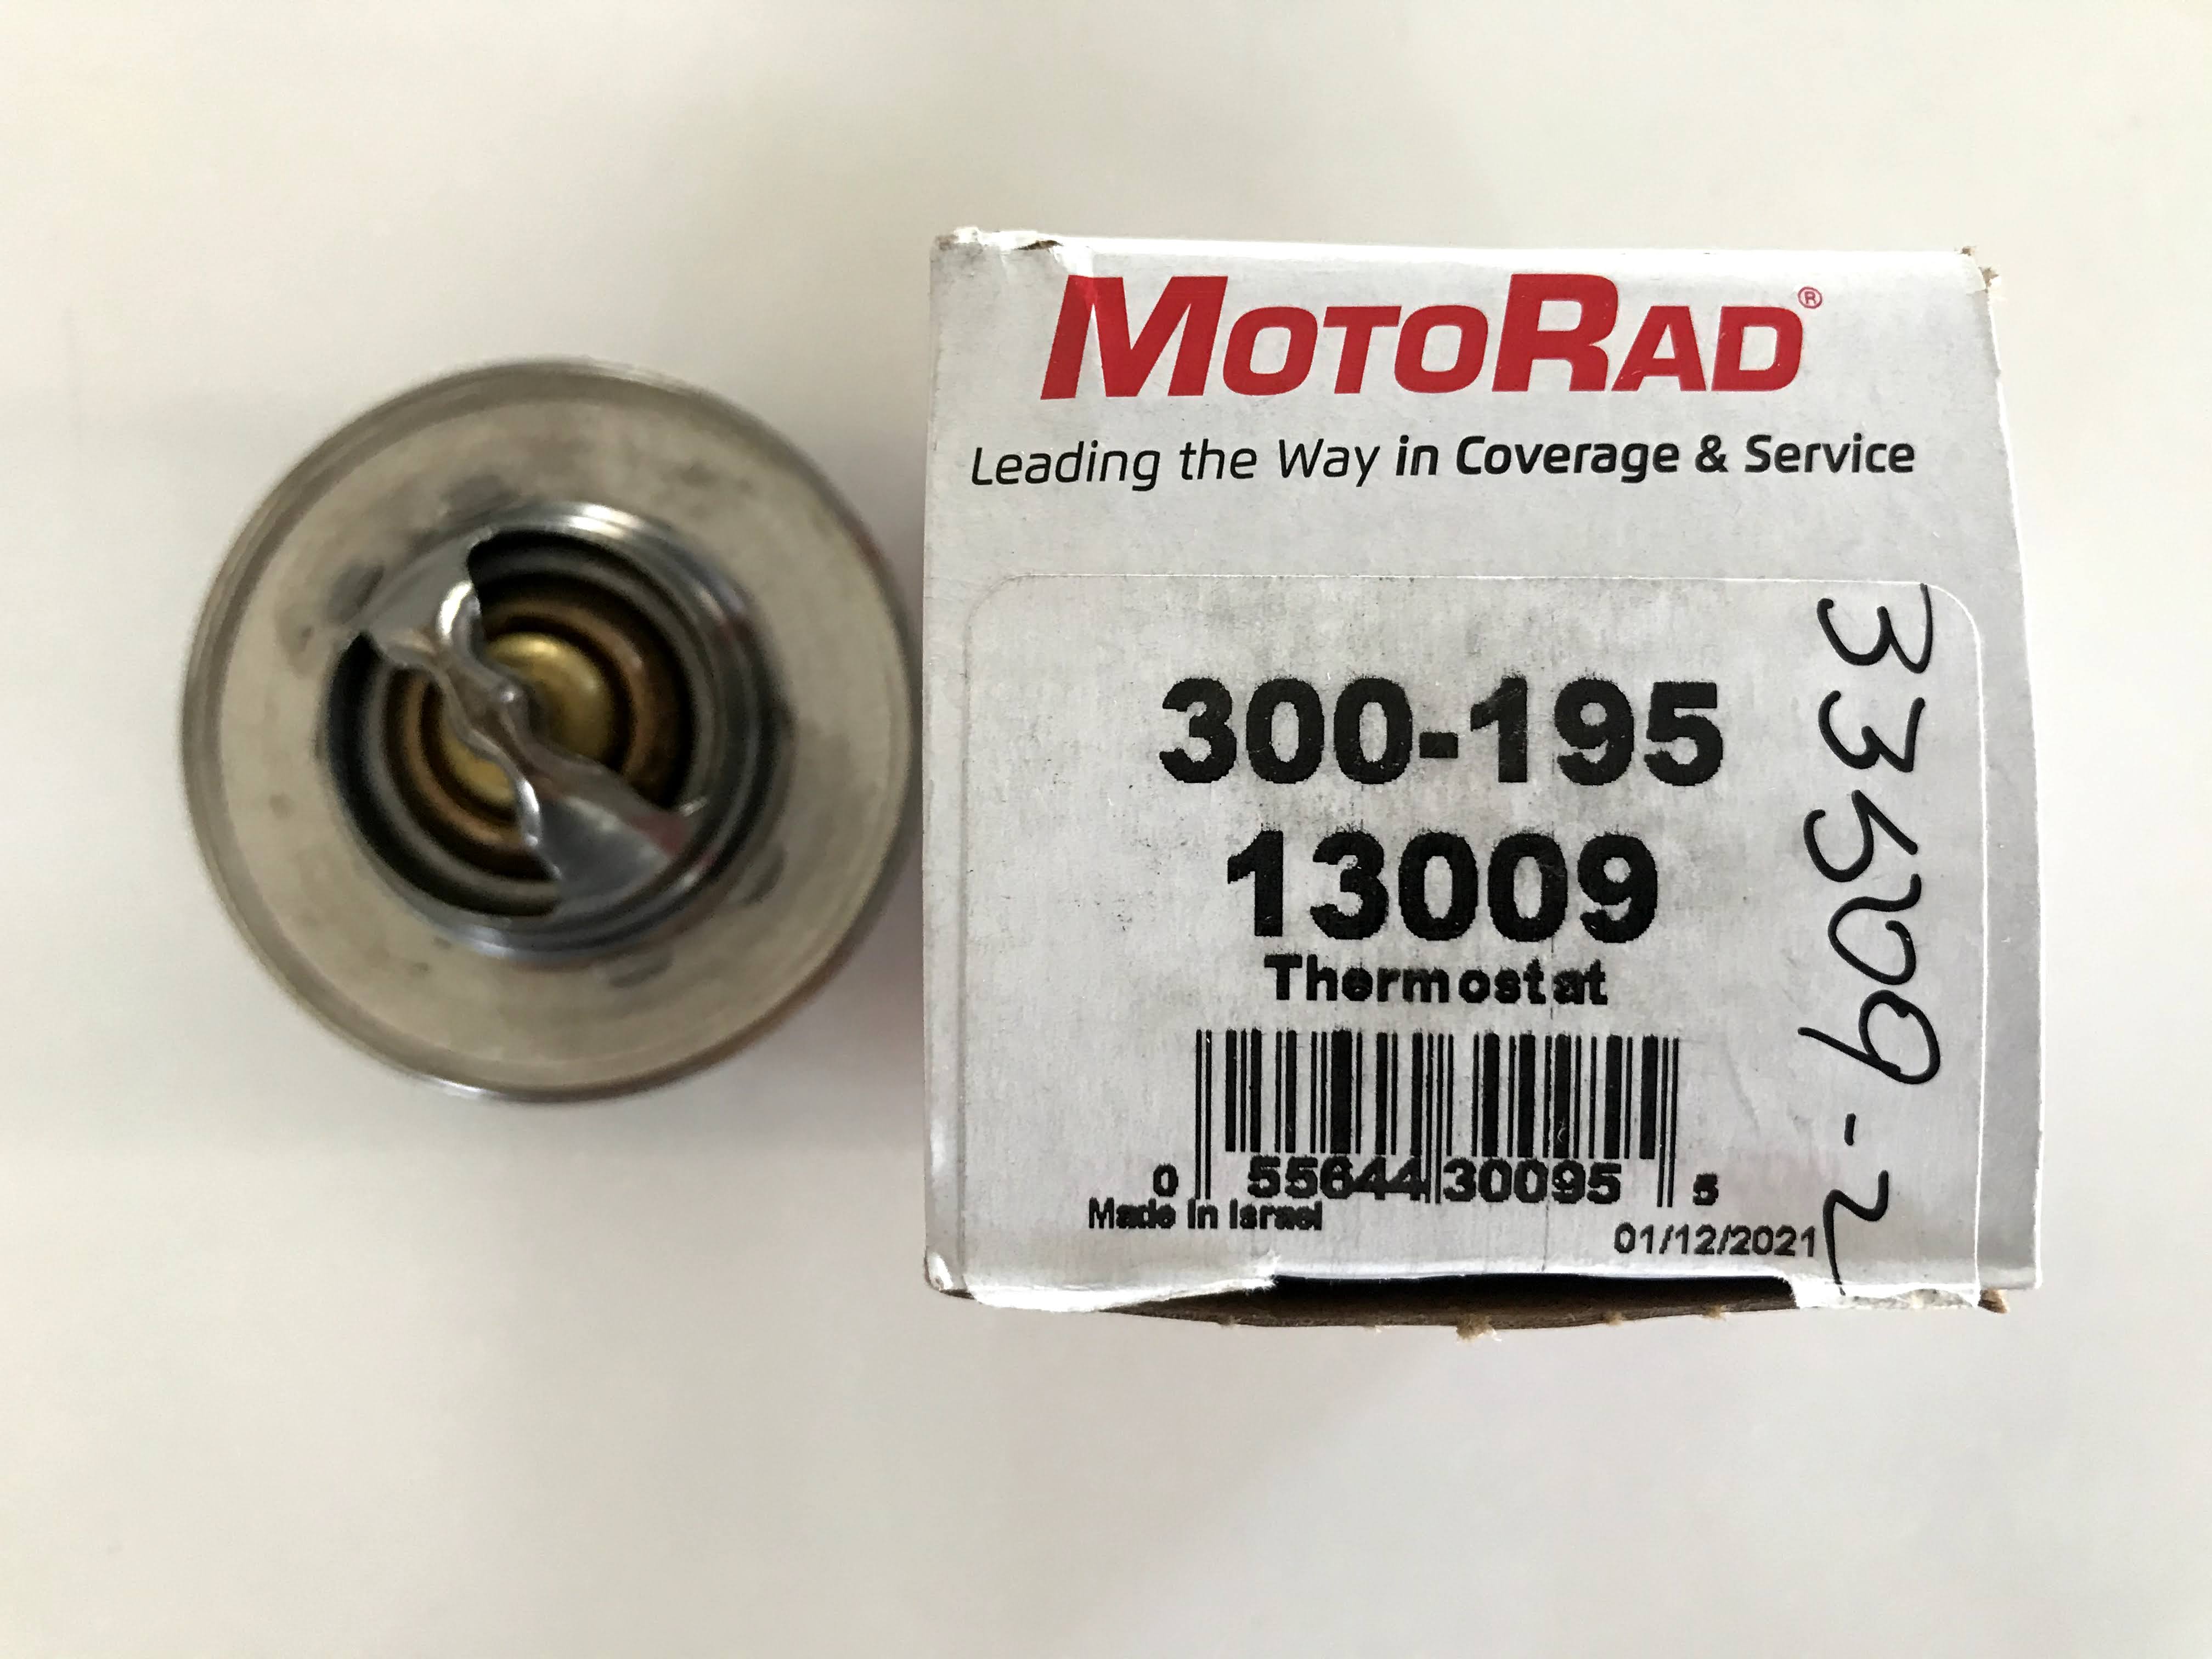 MOTORAD®
Leading the Way in Coverage & Service
300-195
13009
Thermostat
0 55644 30095 5
Made In Israel
01/12/2021
33509-2